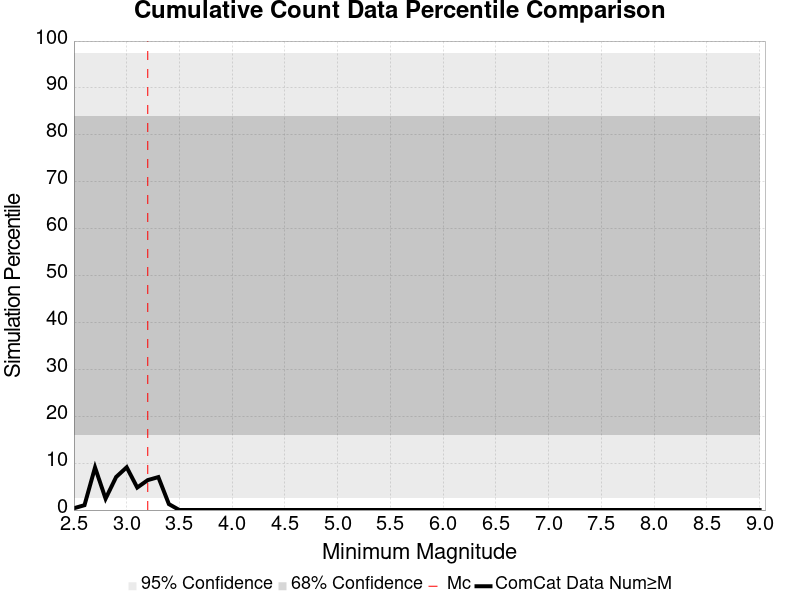 Cumulative Count Data Percentile Comparison
100
90
80
70
60
50
40
30
20
10
0
Simulation Percentile
2.5 3.0 3.5 4.0 4.5 5.0 5.5 6.0 6.5 7.0 7.5 8.0 8.5 9.0
Minimum Magnitude
95% Confidence 68% Confidence Mc ComCat Data Num≥M